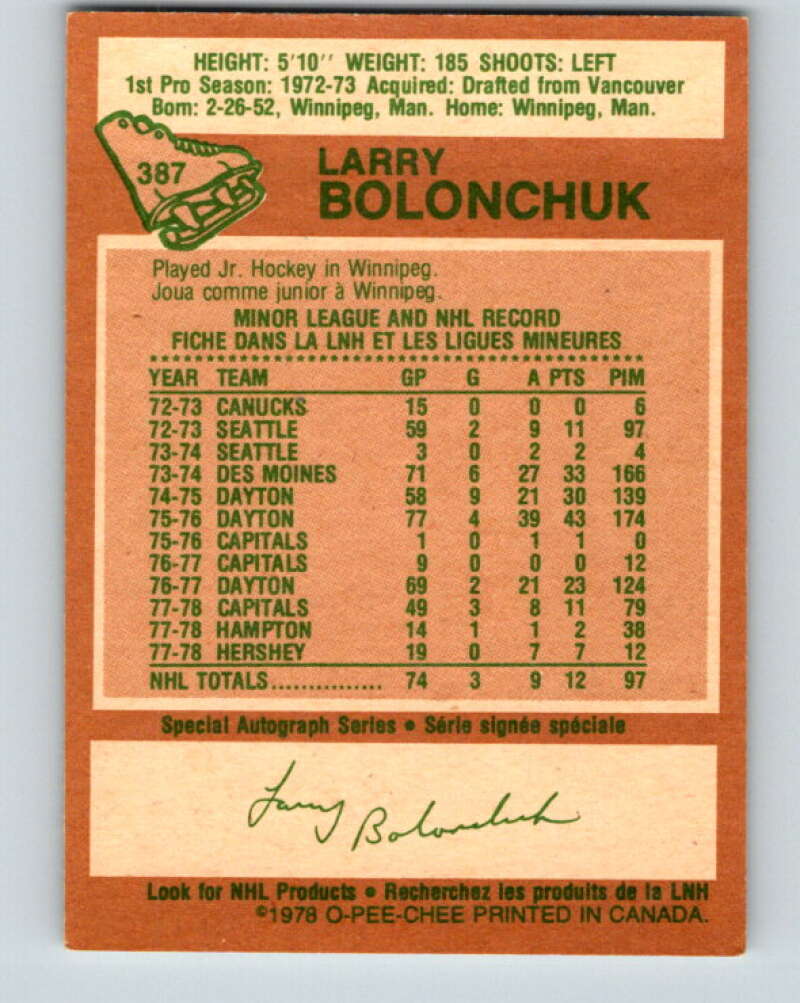 HEIGHT: 5'10'' WEIGHT: 185 SHOOTS: LEFT
1st Pro Season: 1972-73 Acquired: Drafted from Vancouver
Born: 2-26-52, Winnipeg, Man. Home: Winnipeg, Man.
387
LARRY
BOLONCHUK
Played Jr. Hockey in Winnipeg.
Joua comme junior à Winnipeg.
MINOR LEAGUE AND NHL RECORD
FICHE DANS LA LNH ET LES LIGUES MINEURES
YEAR TEAM GP G A PTS PIM
72-73 CANUCKS 15 0 0 0 6
72-73 SEATTLE 59 2 9 11 97
73-74 SEATTLE 3 0 2 2 4
73-74 DES MOINES 71 6 27 33 166
74-75 DAYTON 58 9 21 30 139
75-76 DAYTON 77 4 39 43 174
75-76 CAPITALS 1 0 1 1 0
76-77 CAPITALS 9 0 0 0 12
76-77 DAYTON 69 2 21 23 124
77-78 CAPITALS 49 3 8 11 79
77-78 HAMPTON 14 1 1 2 38
77-78 HERSHEY 19 0 7 7 12
NHL TOTALS............... 74 3 9 12 97
Special Autograph Series • Série signée spéciale
Larry Bolonchuk
Look for NHL Products • Recherchez les produits de la LNH
©1978 O-PEE-CHEE PRINTED IN CANADA.